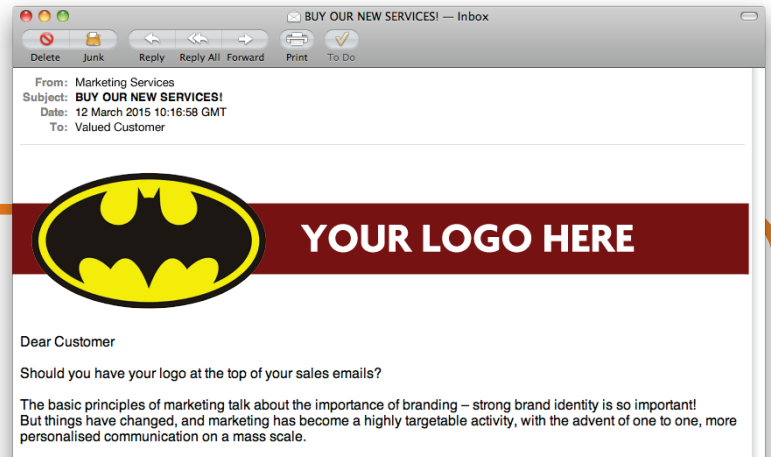 BUY OUR NEW SERVICES! — Inbox
Delete Junk Reply Reply All Forward Print To Do
From: Marketing Services
Subject: BUY OUR NEW SERVICES!
Date: 12 March 2015 10:16:58 GMT
To: Valued Customer
YOUR LOGO HERE
Dear Customer
Should you have your logo at the top of your sales emails?
The basic principles of marketing talk about the importance of branding – strong brand identity is so important!
But things have changed, and marketing has become a highly targetable activity, with the advent of one to one, more
personalised communication on a mass scale.